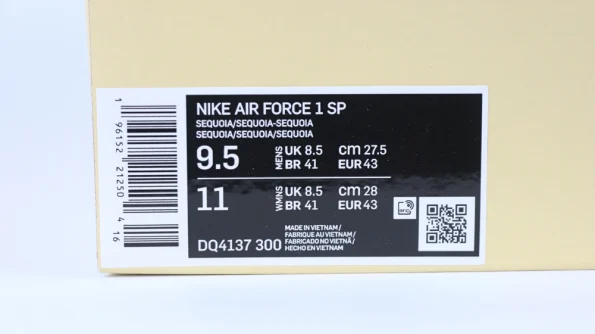 NIKE AIR FORCE 1 SP
SEQUOIA/SEQUOIA-SEQUOIA
SEQUOIA/SEQUOIA/SEQUOIA
9.5 MENS UK 8.5 CM 27.5
BR 41 EUR 43
11 WMNS UK 8.5 CM 28
BR 41 EUR 43
DQ4137 300
MADE IN VIETNAM/
FABRIQUE AU VIETNAM/
FABRICADO NO VIETNÃ/
HECHO EN VIETNAM
1 96152 21250 4 16